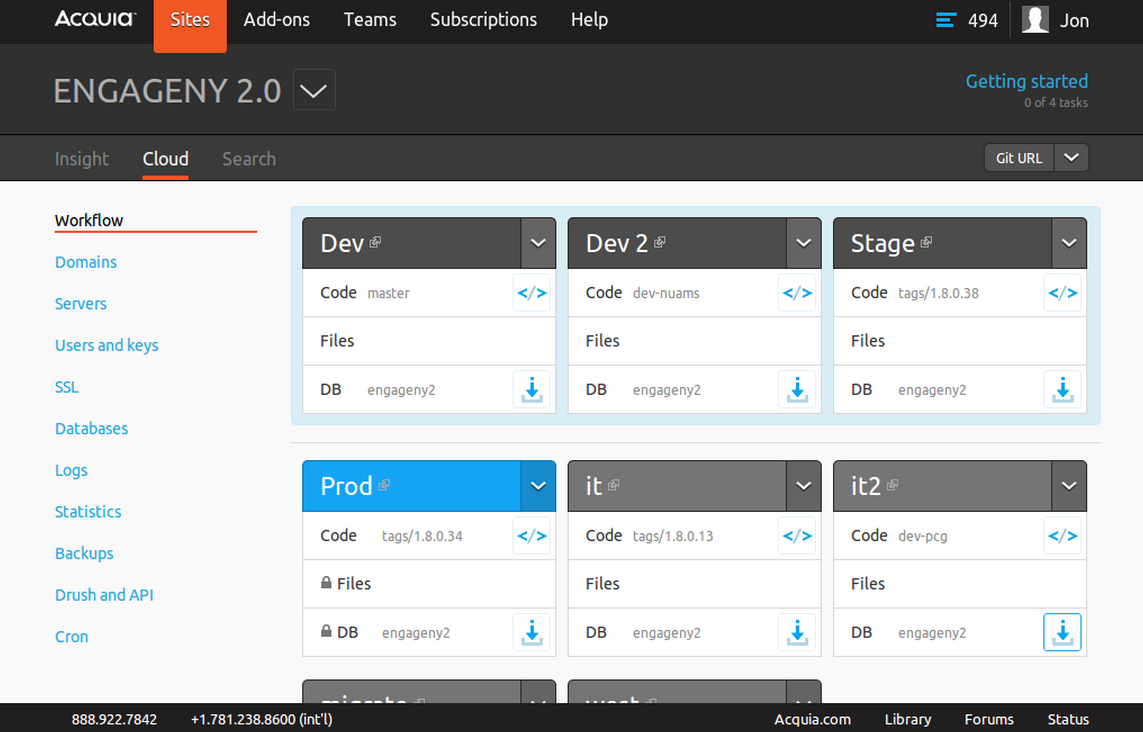 Acquia Sites Add-ons Teams Subscriptions Help 494 Jon
ENGAGENY 2.0
Getting started
0 of 4 tasks
Insight Cloud Search Git URL
Workflow
Domains
Servers
Users and keys
SSL
Databases
Logs
Statistics
Backups
Drush and API
Cron
Dev
Code master
Files
DB engageny2
Dev 2
Code dev-nuams
Files
DB engageny2
Stage
Code tags/1.8.0.38
Files
DB engageny2
Prod
Code tags/1.8.0.34
Files
DB engageny2
it
Code tags/1.8.0.13
Files
DB engageny2
it2
Code dev-pcg
Files
DB engageny2
migrate
888.922.7842 +1.781.238.8600 (int'l) Acquia.com Library Forums Status